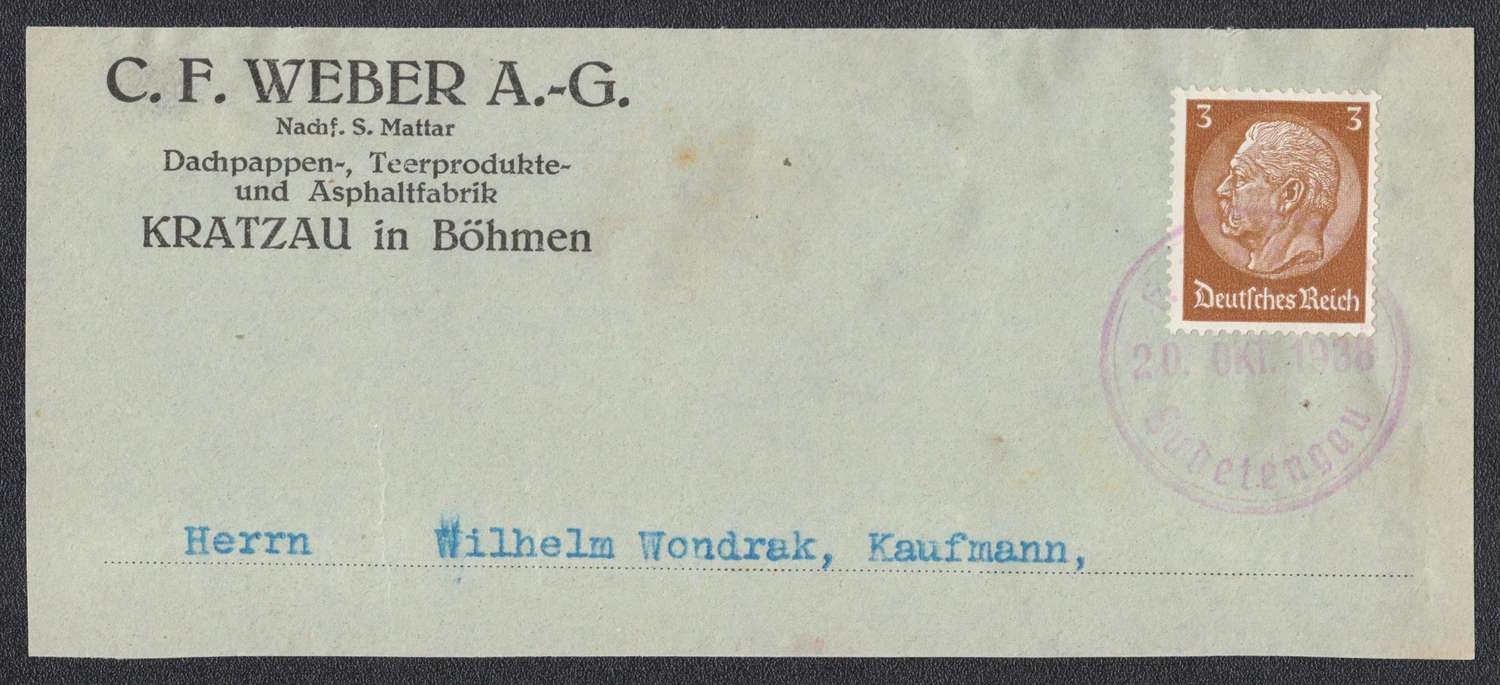 C. F. WEBER A.-G.
Nachf. S. Mattar
Dachpappen-, Teerprodukte-
und Asphaltfabrik
KRATZAU in Böhmen
3 3
Deutsches Reich
20. OKT. 1938
Sudetengau
Herrn Wilhelm Wondrak, Kaufmann,